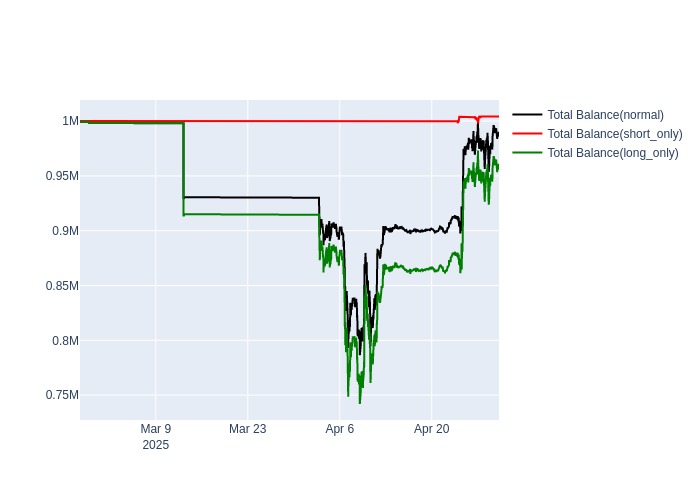 1M
0.95M
0.9M
0.85M
0.8M
0.75M
Mar 9
2025
Mar 23
Apr 6
Apr 20
Total Balance(normal)
Total Balance(short_only)
Total Balance(long_only)